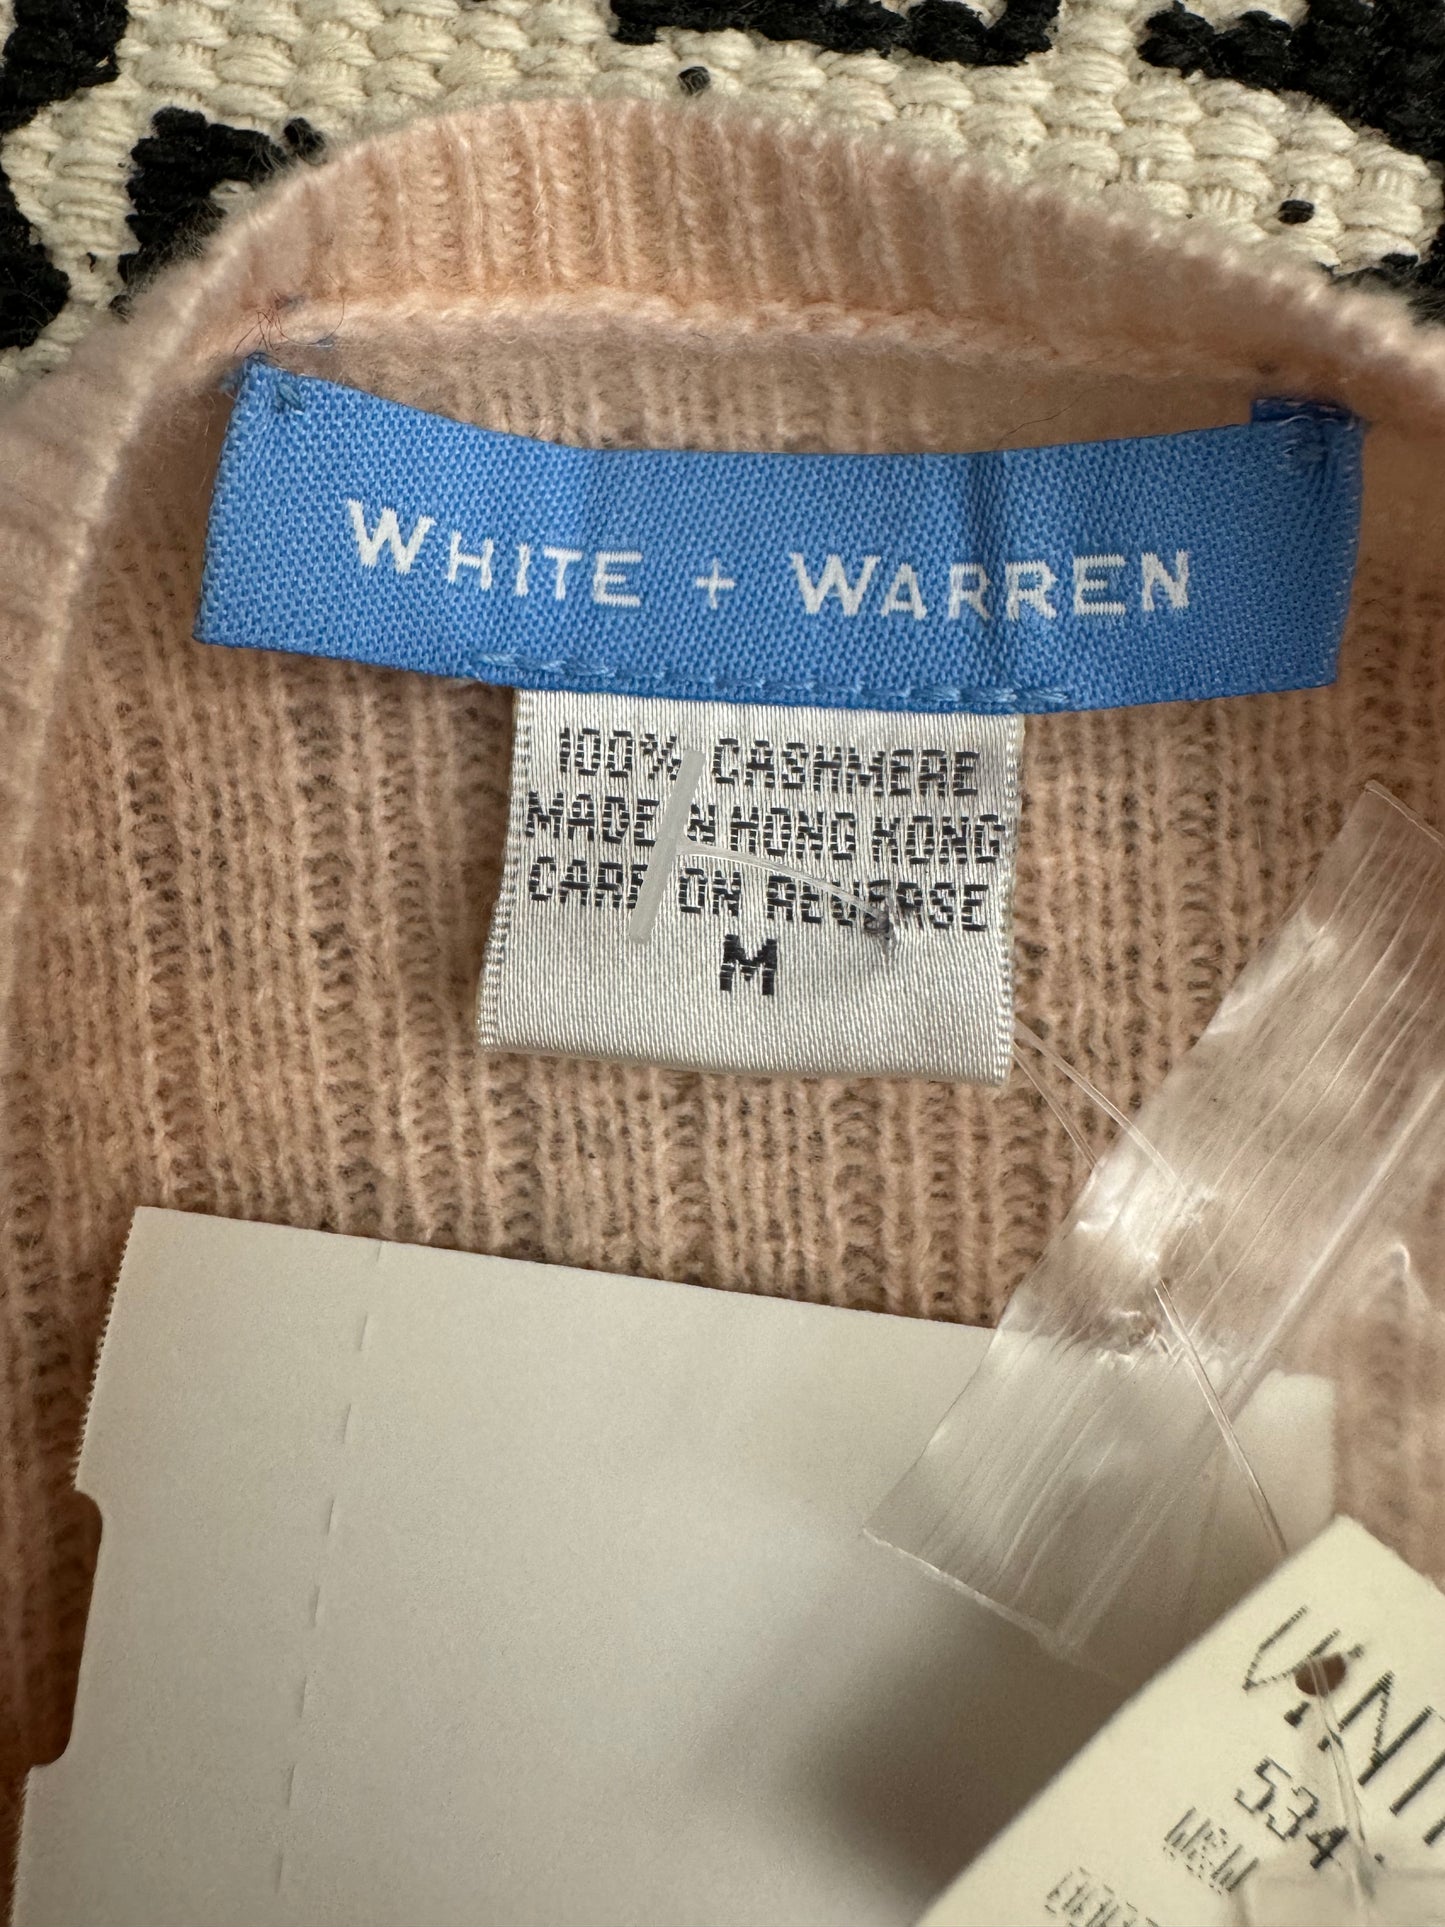 WHITE + WARREN
100% CASHMERE
MADE IN HONG KONG
CARE ON REVERSE
M
534
W&W